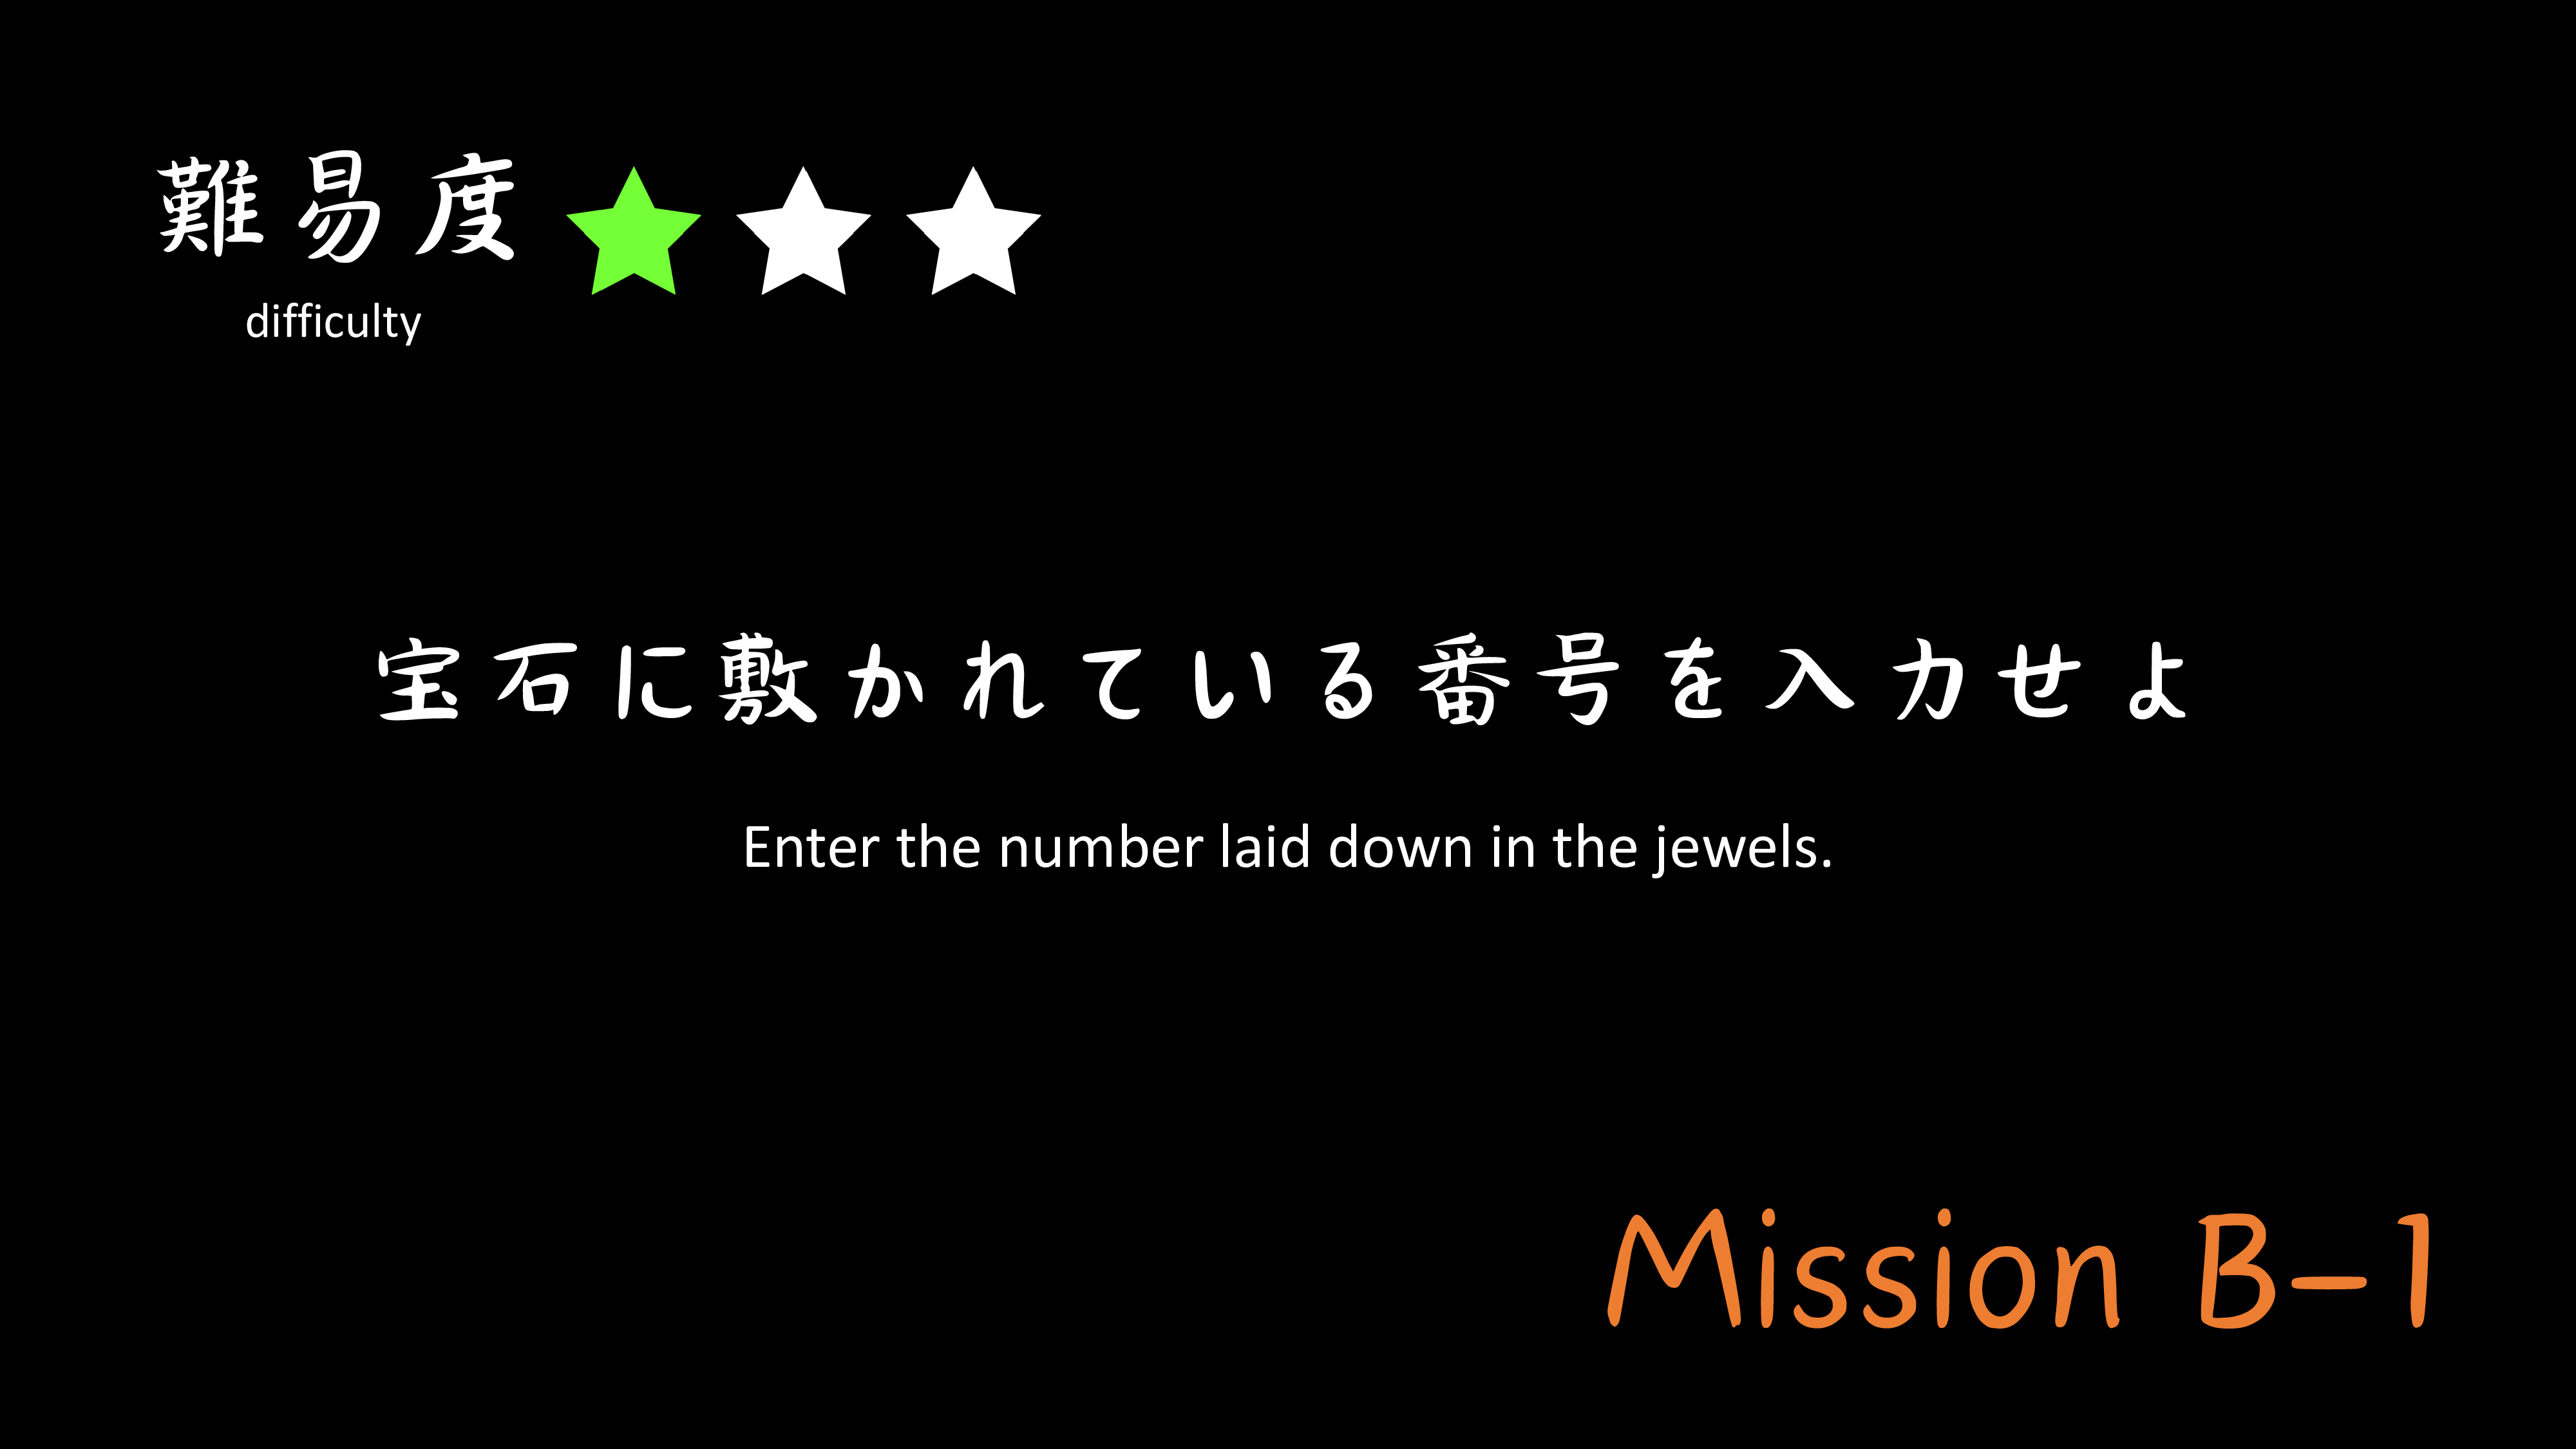 難易度
difficulty
宝石に敷かれている番号を入力せよ
Enter the number laid down in the jewels.
Mission B-1